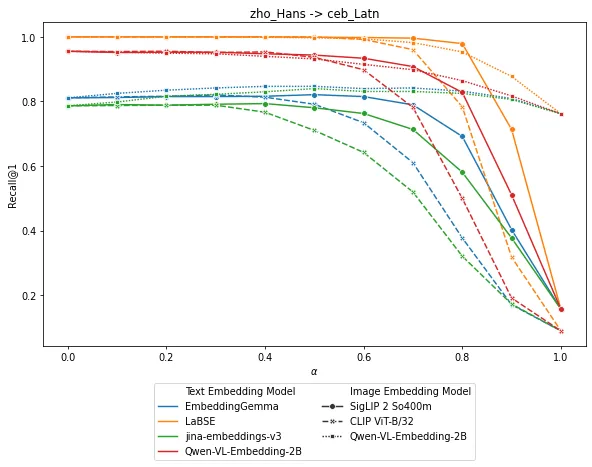 zho_Hans -> ceb_Latn
1.0
0.8
0.6
0.4
0.2
Recall@1
0.0 0.2 0.4 0.6 0.8 1.0
α
Text Embedding Model Image Embedding Model
EmbeddingGemma SigLIP 2 So400m
LaBSE CLIP ViT-B/32
jina-embeddings-v3 Qwen-VL-Embedding-2B
Qwen-VL-Embedding-2B